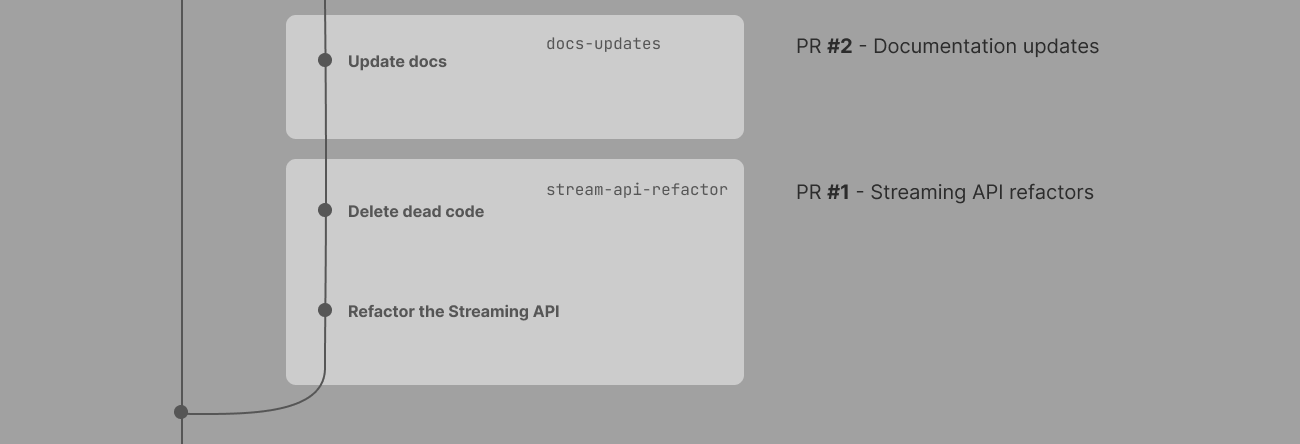 docs-updates
PR #2 - Documentation updates
Update docs
stream-api-refactor
PR #1 - Streaming API refactors
Delete dead code
Refactor the Streaming API